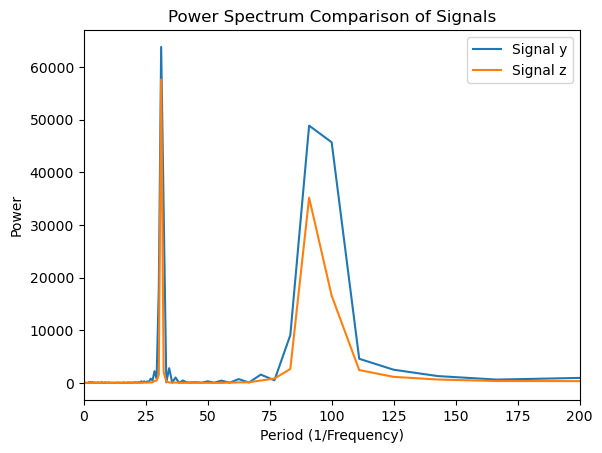 Power Spectrum Comparison of Signals
Signal y
Signal z
Power
60000
50000
40000
30000
20000
10000
0
0 25 50 75 100 125 150 175 200
Period (1/Frequency)